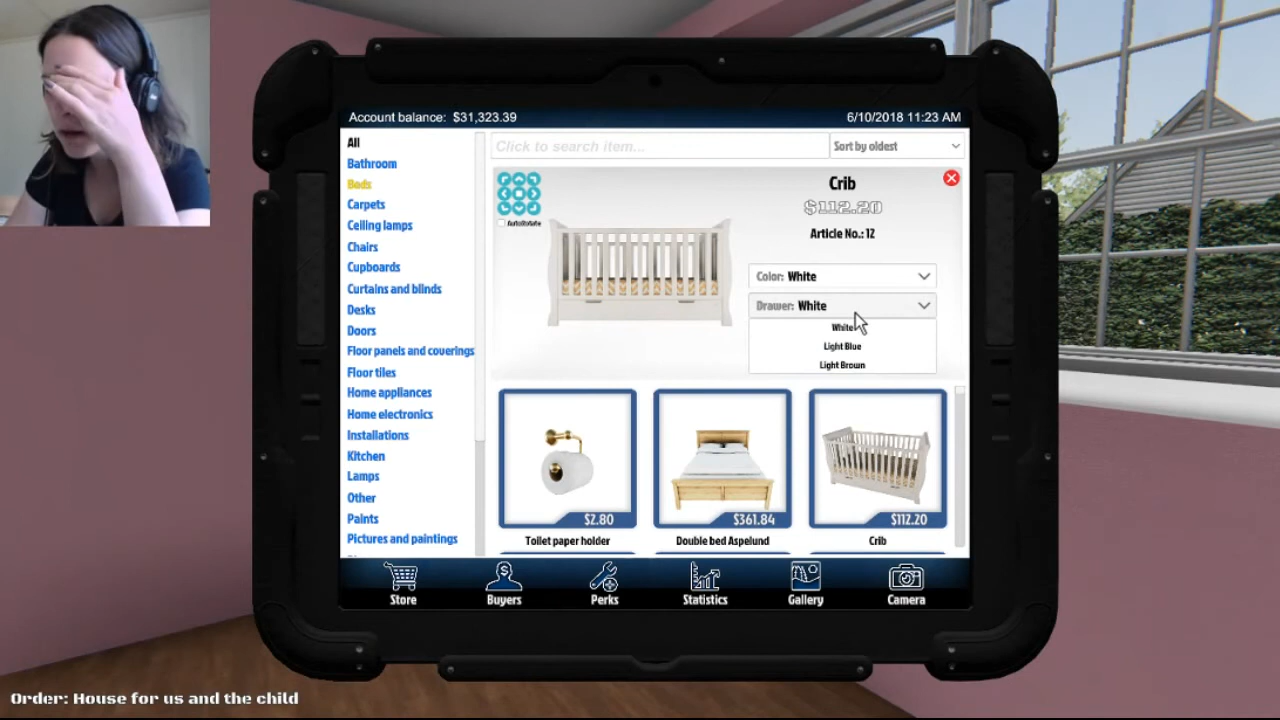 Account balance: $31,323.39
6/10/2018 11:23 AM
All
Bathroom
Beds
Carpets
Ceiling lamps
Chairs
Cupboards
Curtains and blinds
Desks
Doors
Floor panels and coverings
Floor tiles
Home appliances
Home electronics
Installations
Kitchen
Lamps
Other
Paints
Pictures and paintings
Click to search item...
Sort by oldest
AutoRotate
Crib
$112.20
Article No.: 12
Color: White
Drawer: White
White
Light Blue
Light Brown
$2.80
Toilet paper holder
$361.84
Double bed Aspelund
$112.20
Crib
Store
Buyers
Perks
Statistics
Gallery
Camera
Order: House for us and the child